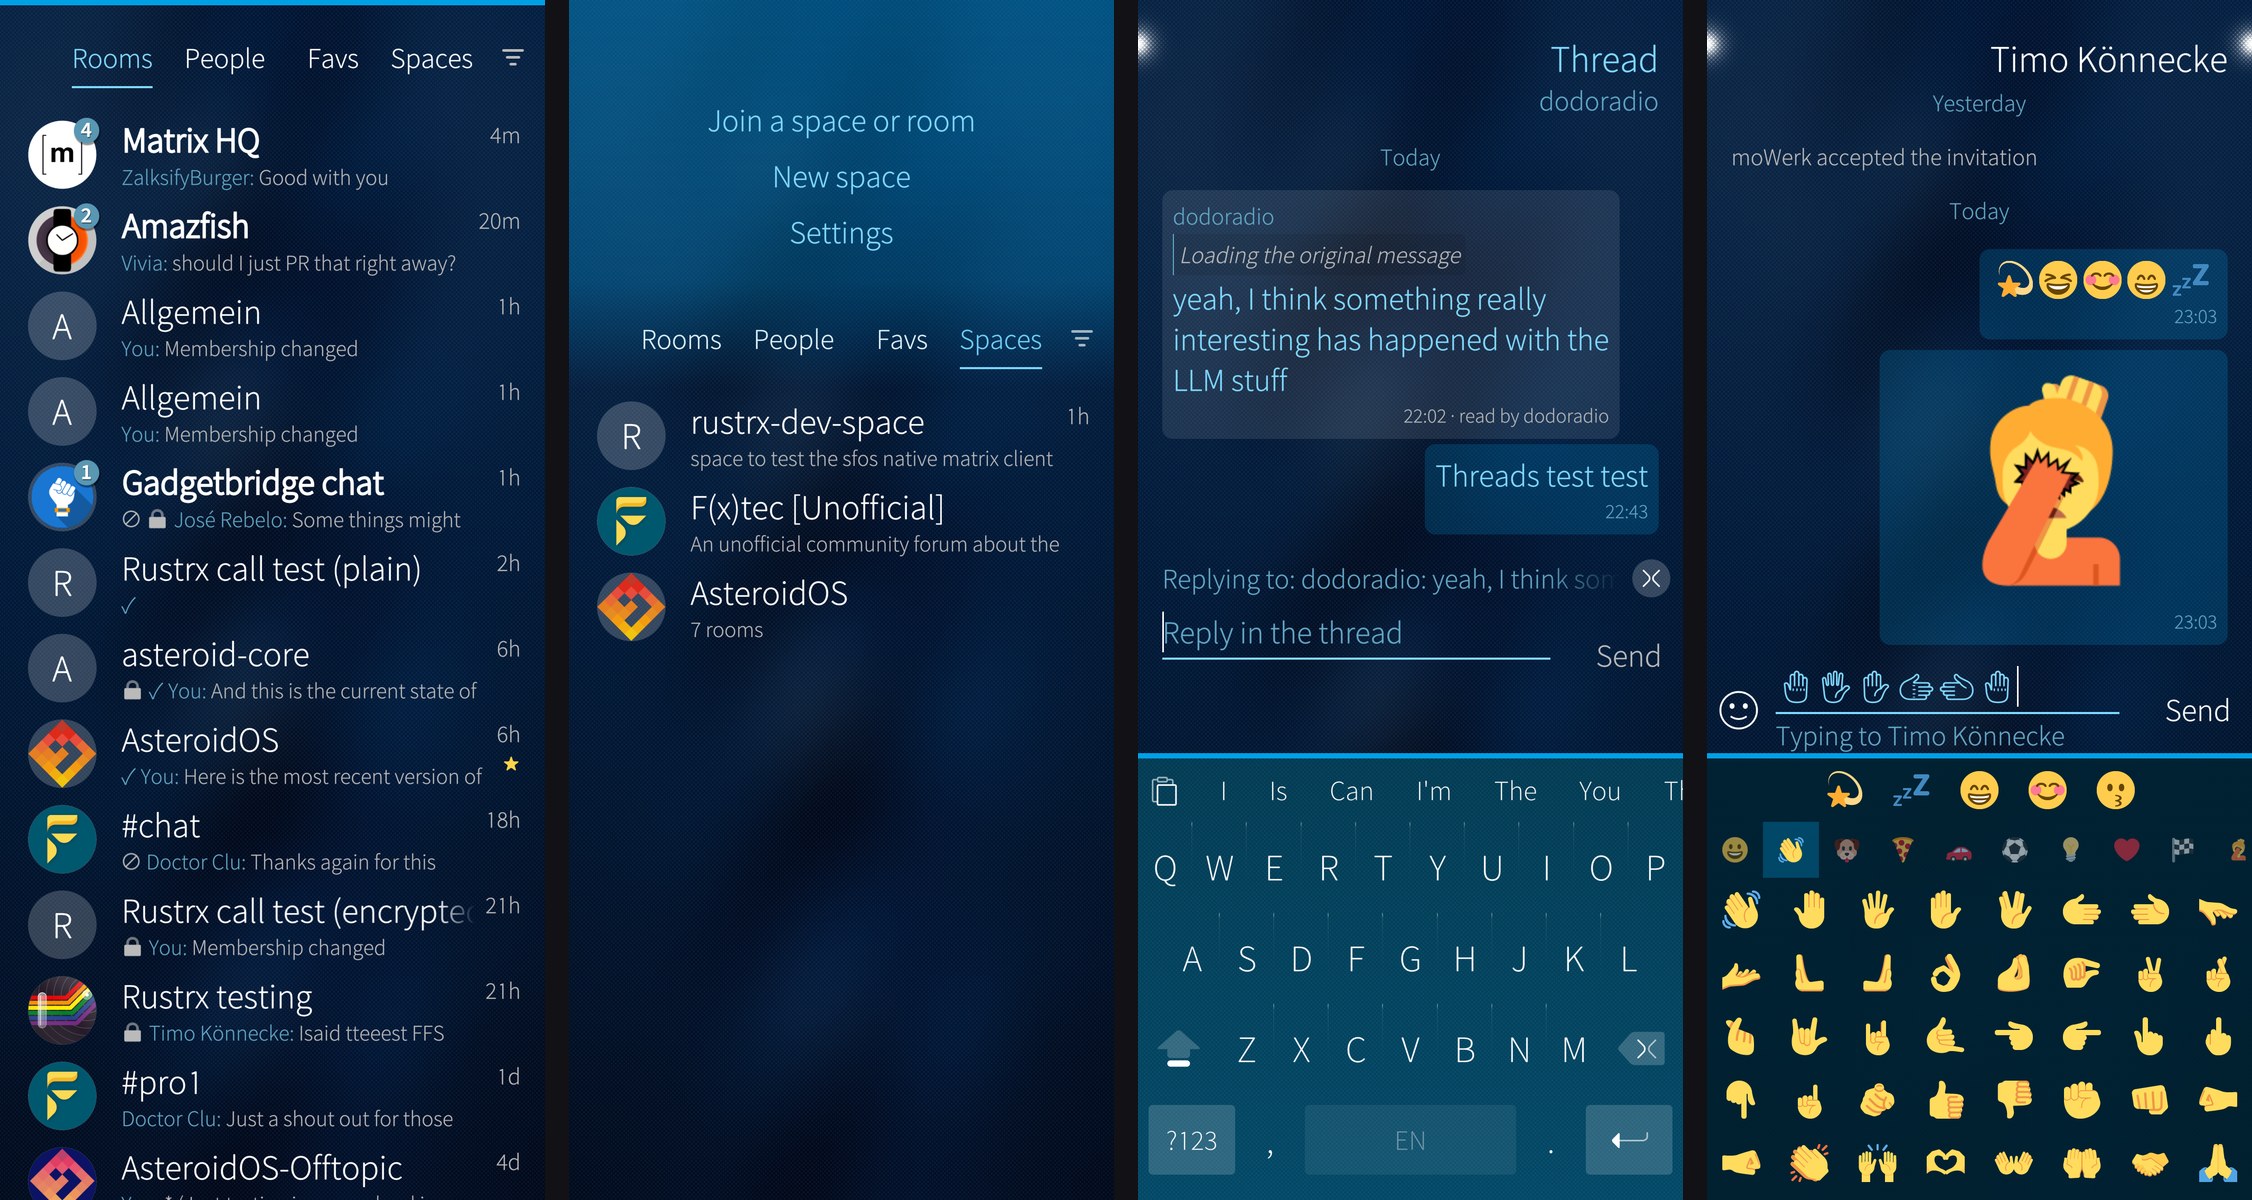 Rooms People Favs Spaces
4
m
Matrix HQ 4m
ZalksifyBurger: Good with you
2
Amazfish 20m
Vivia: should I just PR that right away?
A
Allgemein 1h
You: Membership changed
A
Allgemein 1h
You: Membership changed
1
Gadgetbridge chat 1h
José Rebelo: Some things might
R
Rustrx call test (plain) 2h
✓
A
asteroid-core 6h
✓ You: And this is the current state of
AsteroidOS 6h
✓ You: Here is the most recent version of
#chat 18h
Doctor Clu: Thanks again for this
R
Rustrx call test (encrypted 21h
You: Membership changed
Rustrx testing 21h
Timo Könnecke: Isaid tteeest FFS
#pro1 1d
Doctor Clu: Just a shout out for those
AsteroidOS-Offtopic 4d
Join a space or room
New space
Settings
Rooms People Favs Spaces
R
rustrx-dev-space 1h
space to test the sfos native matrix client
F(x)tec [Unofficial]
An unofficial community forum about the
AsteroidOS
7 rooms
Thread
dodoradio
Today
dodoradio
Loading the original message
yeah, I think something really
interesting has happened with the
LLM stuff
22:02 · read by dodoradio
Threads test test
22:43
Replying to: dodoradio: yeah, I think som
Reply in the thread
Send
I Is Can I'm The You Th
Q W E R T Y U I O P
A S D F G H J K L
Z X C V B N M
?123 , EN .
Timo Könnecke
Yesterday
moWerk accepted the invitation
Today
💫😆😊😁💤
23:03
23:03
Send
Typing to Timo Könnecke